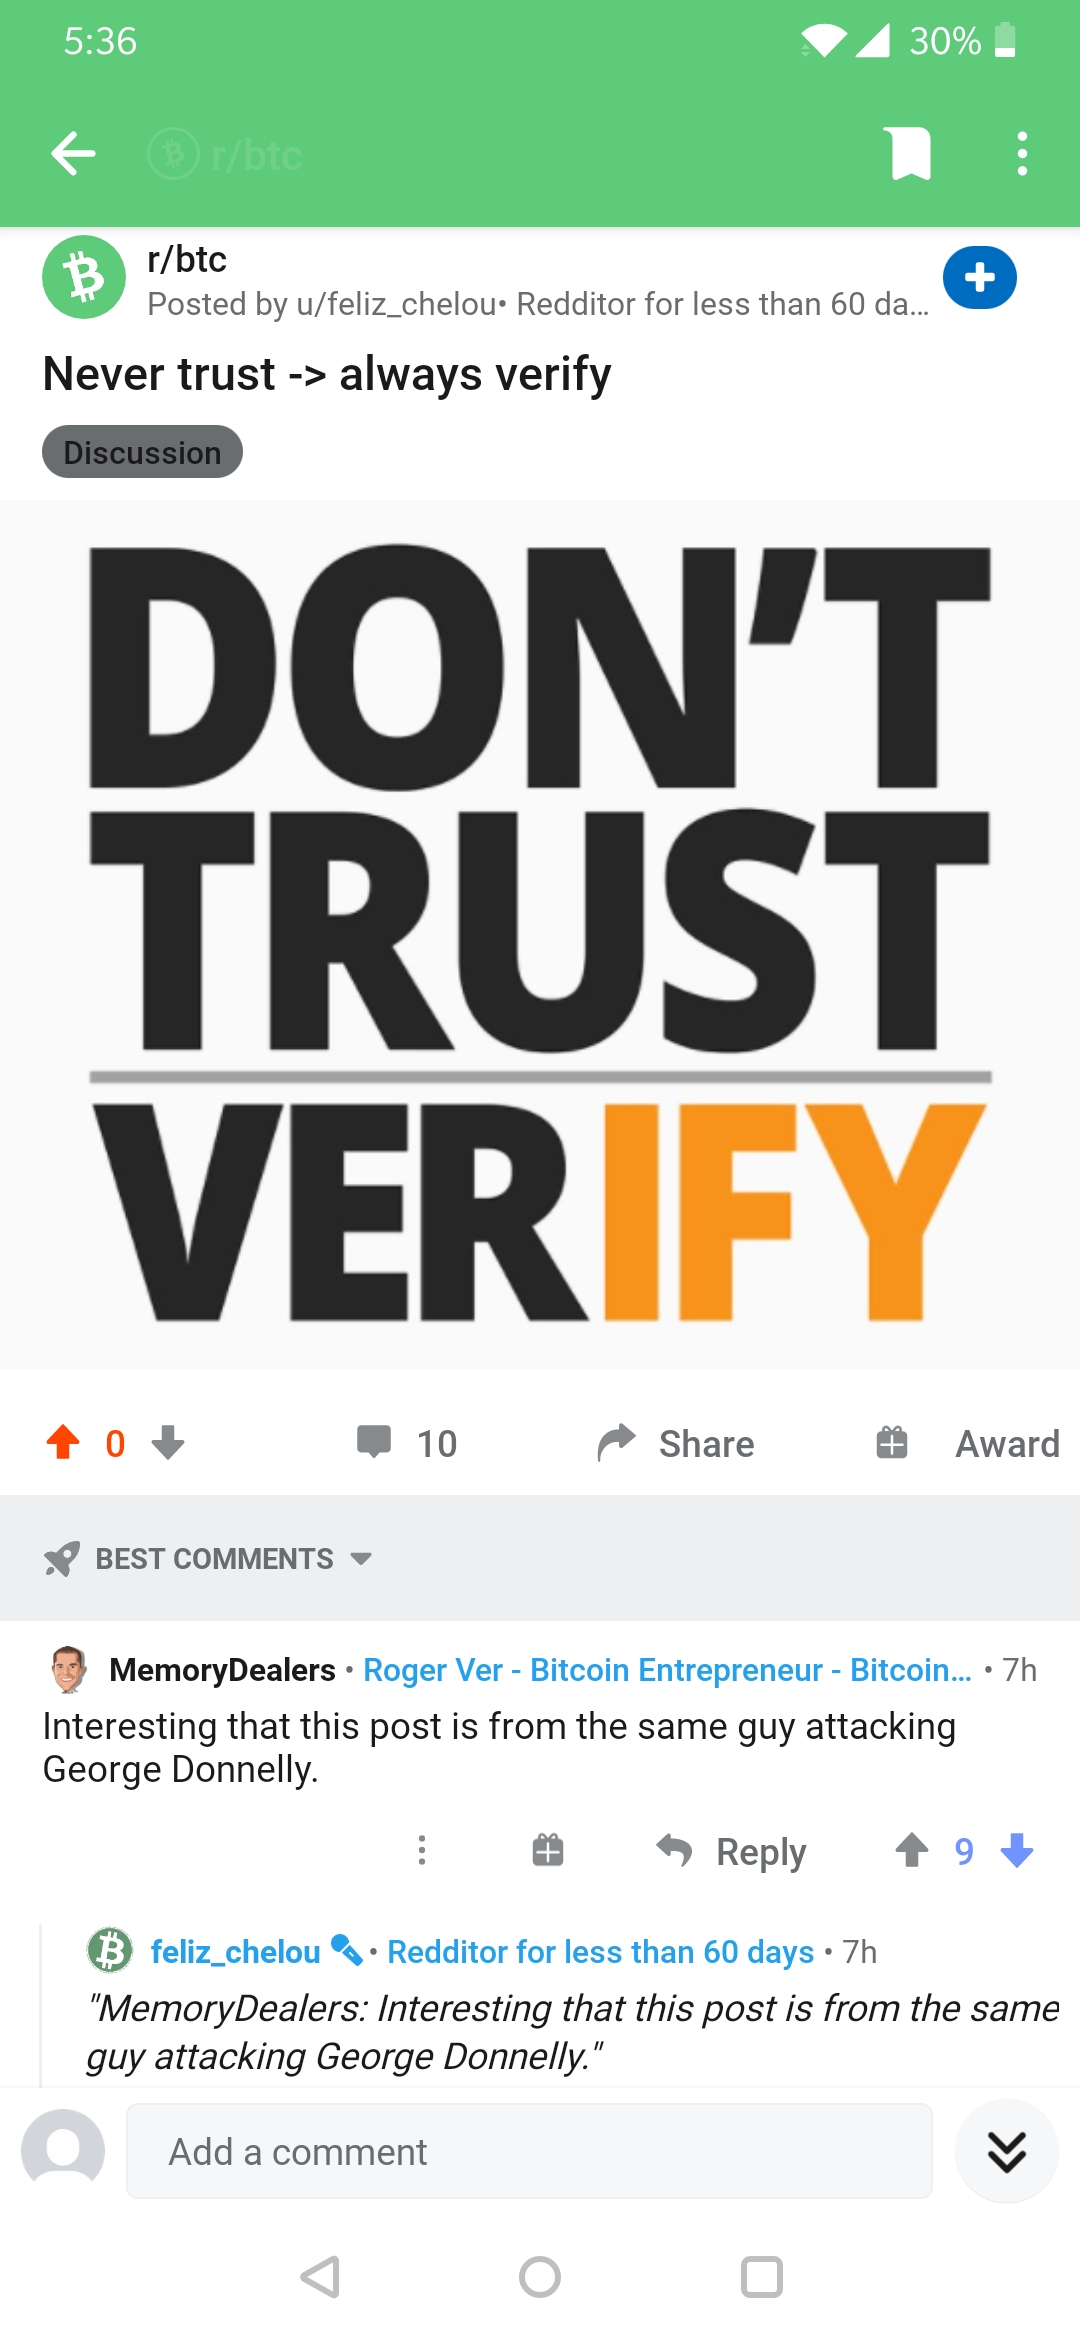 5:36
30%
r/btc
r/btc
Posted by u/feliz_chelou• Redditor for less than 60 da...
Never trust -> always verify
Discussion
DON'T
TRUST
VERIFY
0
10
Share
Award
BEST COMMENTS
MemoryDealers • Roger Ver - Bitcoin Entrepreneur - Bitcoin... • 7h
Interesting that this post is from the same guy attacking
George Donnelly.
Reply
9
feliz_chelou • Redditor for less than 60 days • 7h
"MemoryDealers: Interesting that this post is from the same
guy attacking George Donnelly."
Add a comment